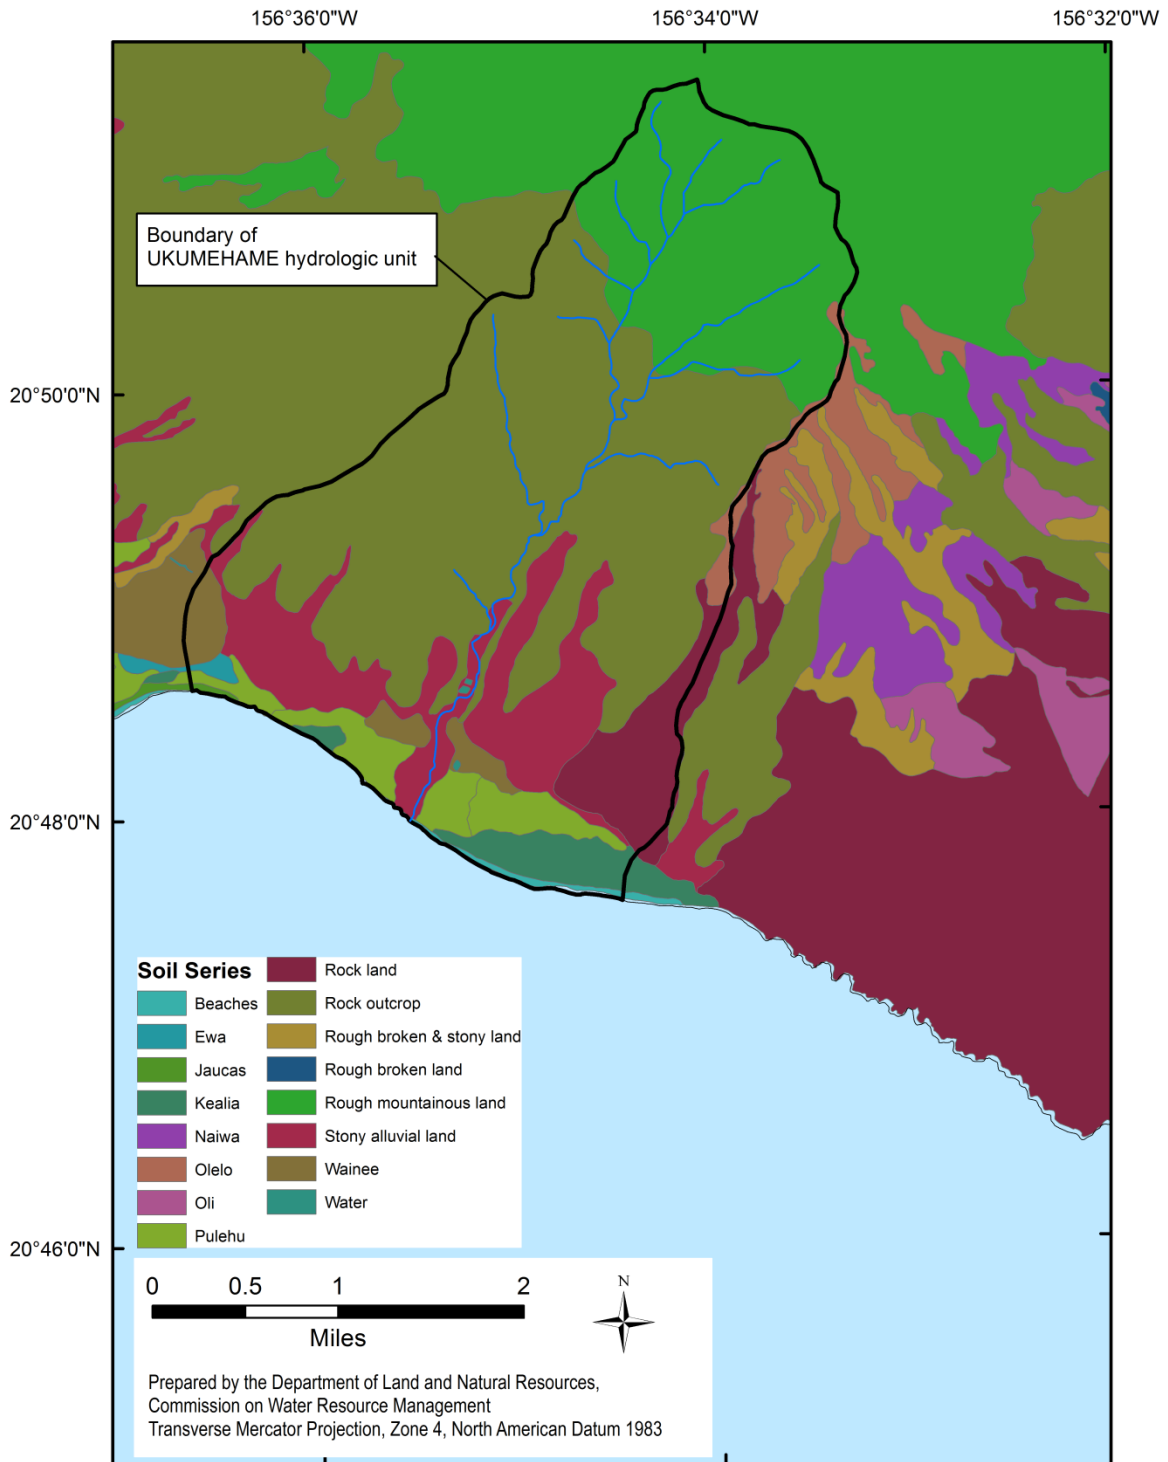 156°36'0"W 156°34'0"W 156°32'0"W
Boundary of
UKUMEHAME hydrologic unit
20°50'0"N
20°48'0"N
20°46'0"N
Soil Series
Beaches
Ewa
Jaucas
Kealia
Naiwa
Olelo
Oli
Pulehu
Rock land
Rock outcrop
Rough broken & stony land
Rough broken land
Rough mountainous land
Stony alluvial land
Wainee
Water
0 0.5 1 2
Miles
N
Prepared by the Department of Land and Natural Resources,
Commission on Water Resource Management
Transverse Mercator Projection, Zone 4, North American Datum 1983